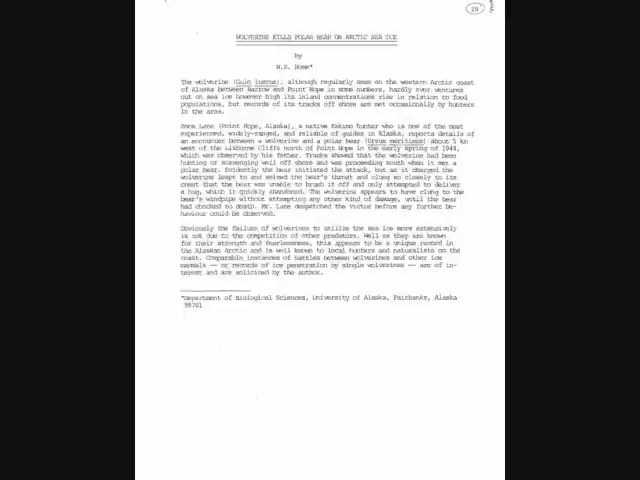 20
WOLVERINE KILLS POLAR BEAR ON ARCTIC SEA ICE
by
W.S. Home*
The wolverine (Gulo luscus), although regularly seen on the western Arctic coast
of Alaska between Barrow and Point Hope in some numbers, hardly ever ventures
out on sea ice however high its inland concentrations rise in relation to food
populations, but records of its tracks off shore are met occasionally by hunters
in the area.
Amos Lane (Point Hope, Alaska), a native Eskimo hunter who is one of the most
experienced, widely-ranged, and reliable of guides in Alaska, reports details of
an encounter between a wolverine and a polar bear (Ursus maritimus) about 5 km
west of the Lisburne Cliffs north of Point Hope in the early spring of 1944,
which was observed by his father. Tracks showed that the wolverine had been
hunting or scavenging well off shore and was proceeding south when it met a
polar bear. Evidently the bear initiated the attack, but as it charged the
wolverine leapt to and seized the bear's throat and clung so closely to its
chest that the bear was unable to brush it off and only attempted to deliver
a hug, which it quickly abandoned. The wolverine appears to have clung to the
bear's windpipe without attempting any other kind of damage, until the bear
had choked to death. Mr. Lane despatched the victor before any further be-
haviour could be observed.
Obviously the failure of wolverines to utilize the sea ice more extensively
is not due to the competition of other predators. Well as they are known
for their strength and fearlessness, this appears to be a unique record in
the Alaskan Arctic and is well known to local hunters and naturalists on the
coast. Comparable instances of battles between wolverines and other ice
mammals -- or records of ice penetration by single wolverines -- are of in-
terest and are solicited by the author.
*Department of Biological Sciences, University of Alaska, Fairbanks, Alaska
99701